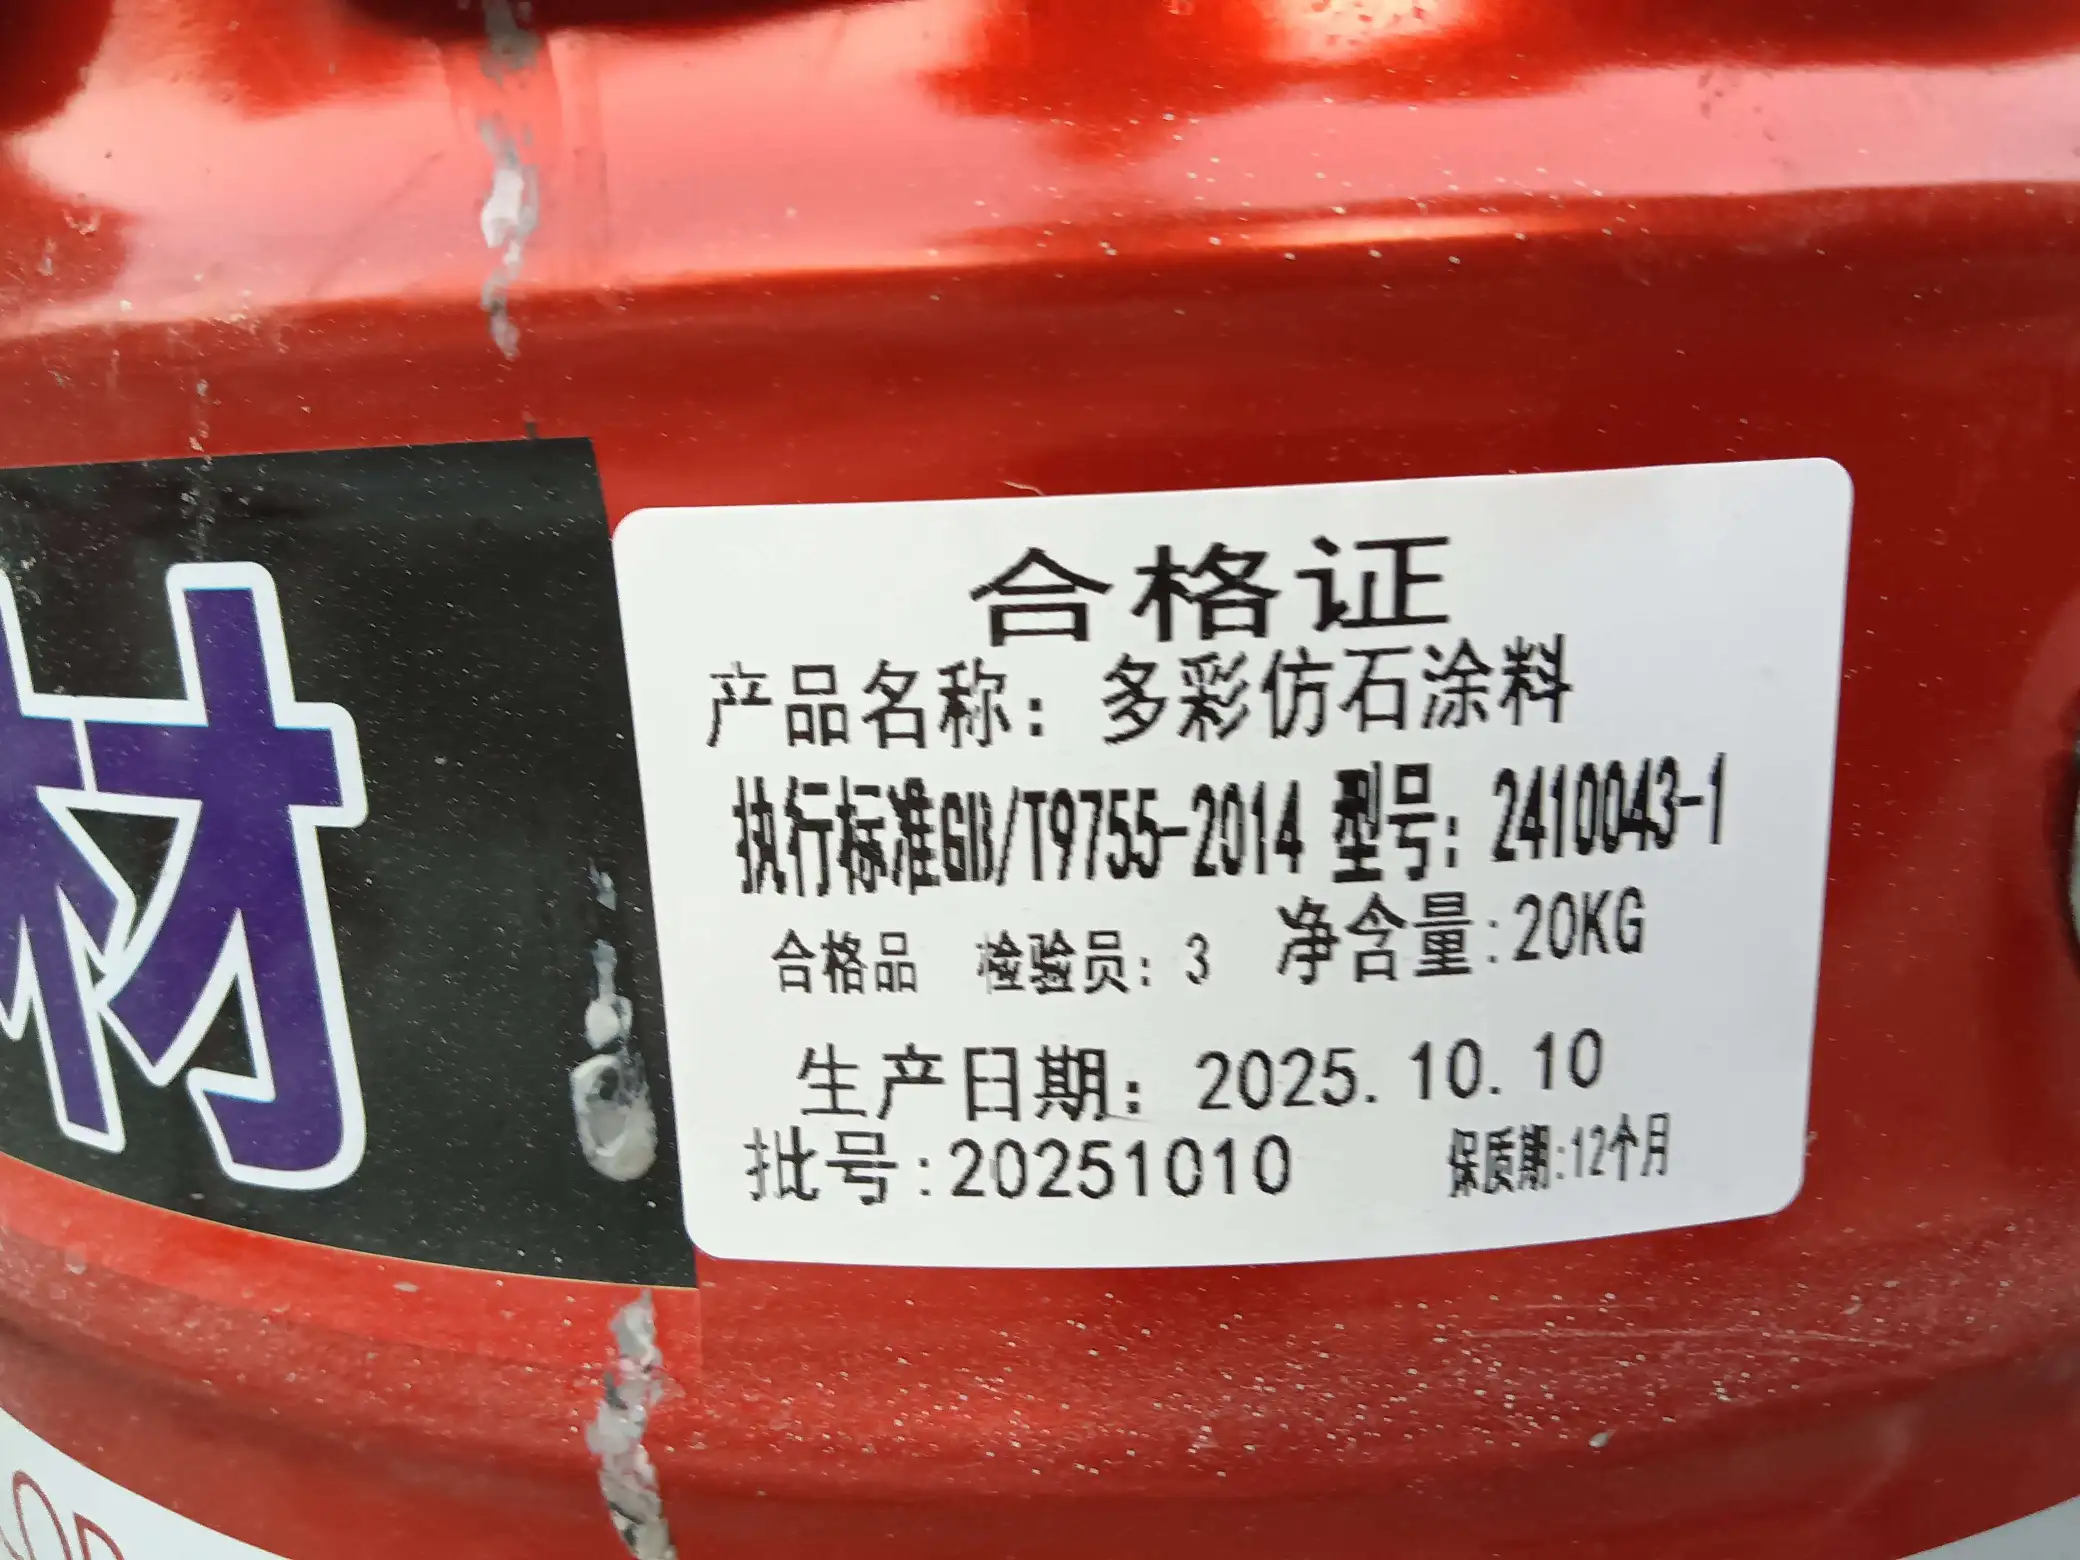 材
合格证
产品名称：多彩仿石涂料
执行标准GB/T9755-2014 型号：2410043-1
合格品 检验员：3 净含量:20KG
生产日期：2025.10.10
批号:20251010 保质期:12个月